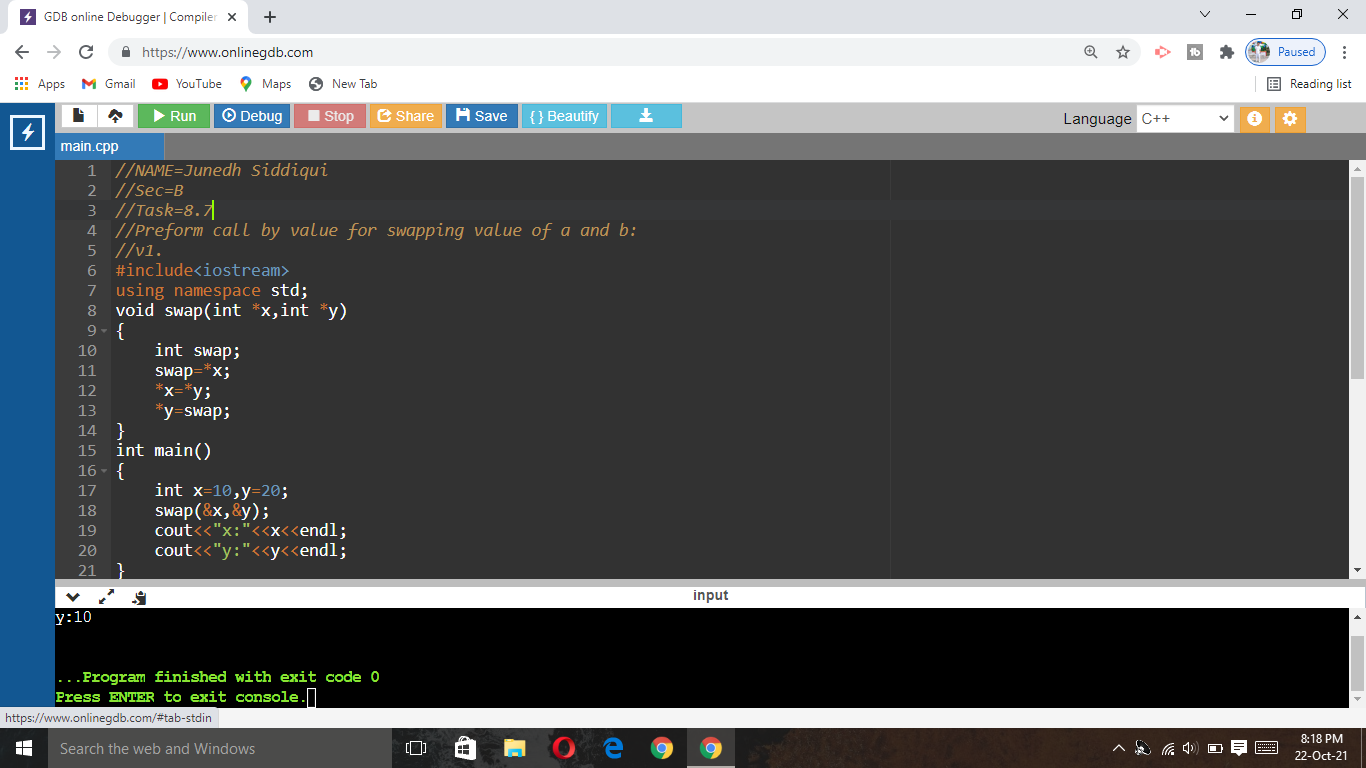 GDB online Debugger | Compiler
https://www.onlinegdb.com
Paused
Apps
Gmail
YouTube
Maps
New Tab
Reading list
Run
Debug
Stop
Share
Save
{ } Beautify
Language
C++
main.cpp
1 //NAME=Junedh Siddiqui
2 //Sec=B
3 //Task=8.7
4 //Preform call by value for swapping value of a and b:
5 //v1.
6 #include<iostream>
7 using namespace std;
8 void swap(int *x,int *y)
9 {
10     int swap;
11     swap=*x;
12     *x=*y;
13     *y=swap;
14 }
15 int main()
16 {
17     int x=10,y=20;
18     swap(&x,&y);
19     cout<<"x:"<<x<<endl;
20     cout<<"y:"<<y<<endl;
21 }
input
y:10
...Program finished with exit code 0
Press ENTER to exit console.
https://www.onlinegdb.com/#tab-stdin
Search the web and Windows
8:18 PM
22-Oct-21